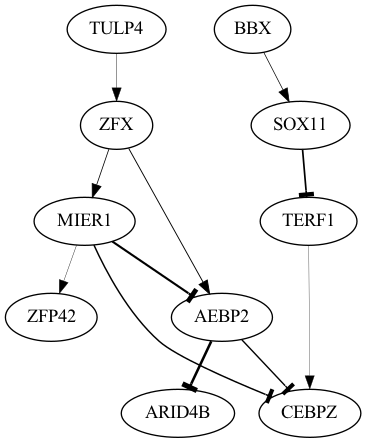 TULP4
BBX
ZFX
SOX11
MIER1
TERF1
ZFP42
AEBP2
ARID4B
CEBPZ